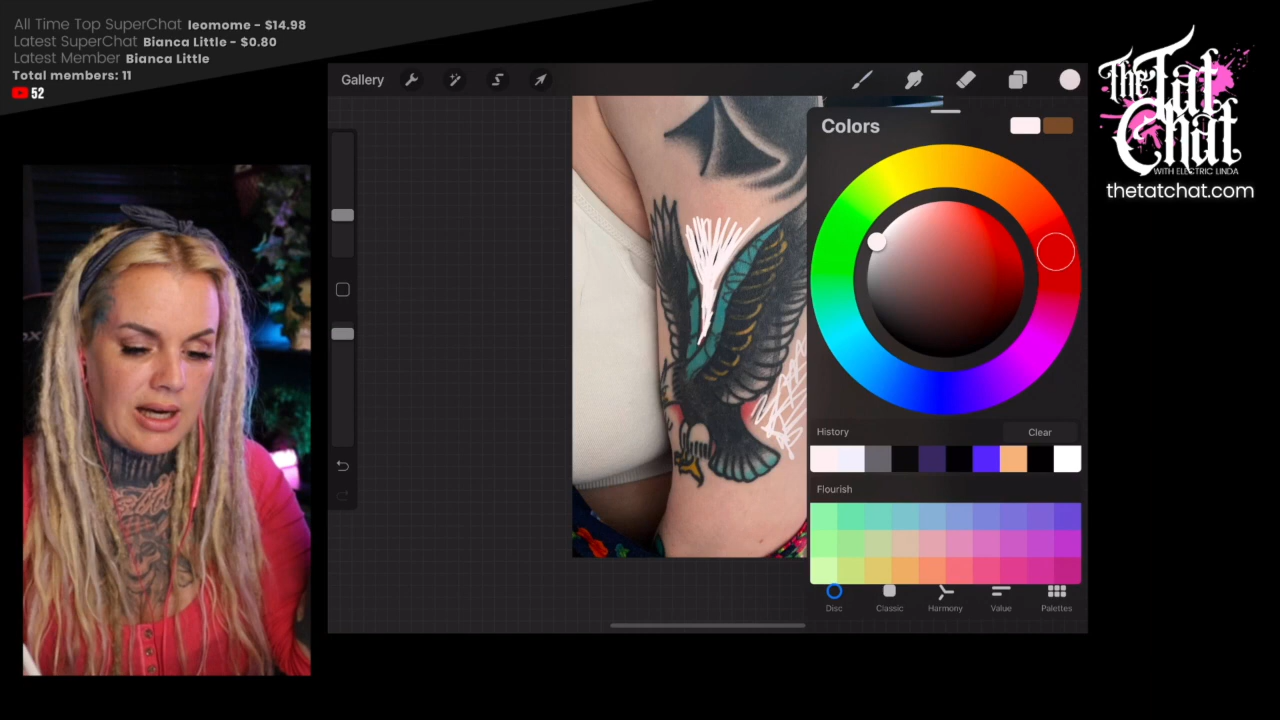 All Time Top SuperChat leomome - $14.98
Latest SuperChat Bianca Little - $0.80
Latest Member Bianca Little
Total members: 11
52
Gallery
Colors
History
Clear
Flourish
Disc
Classic
Harmony
Value
Palettes
The
Tat
Chat
WITH ELECTRIC LINDA
thetatchat.com